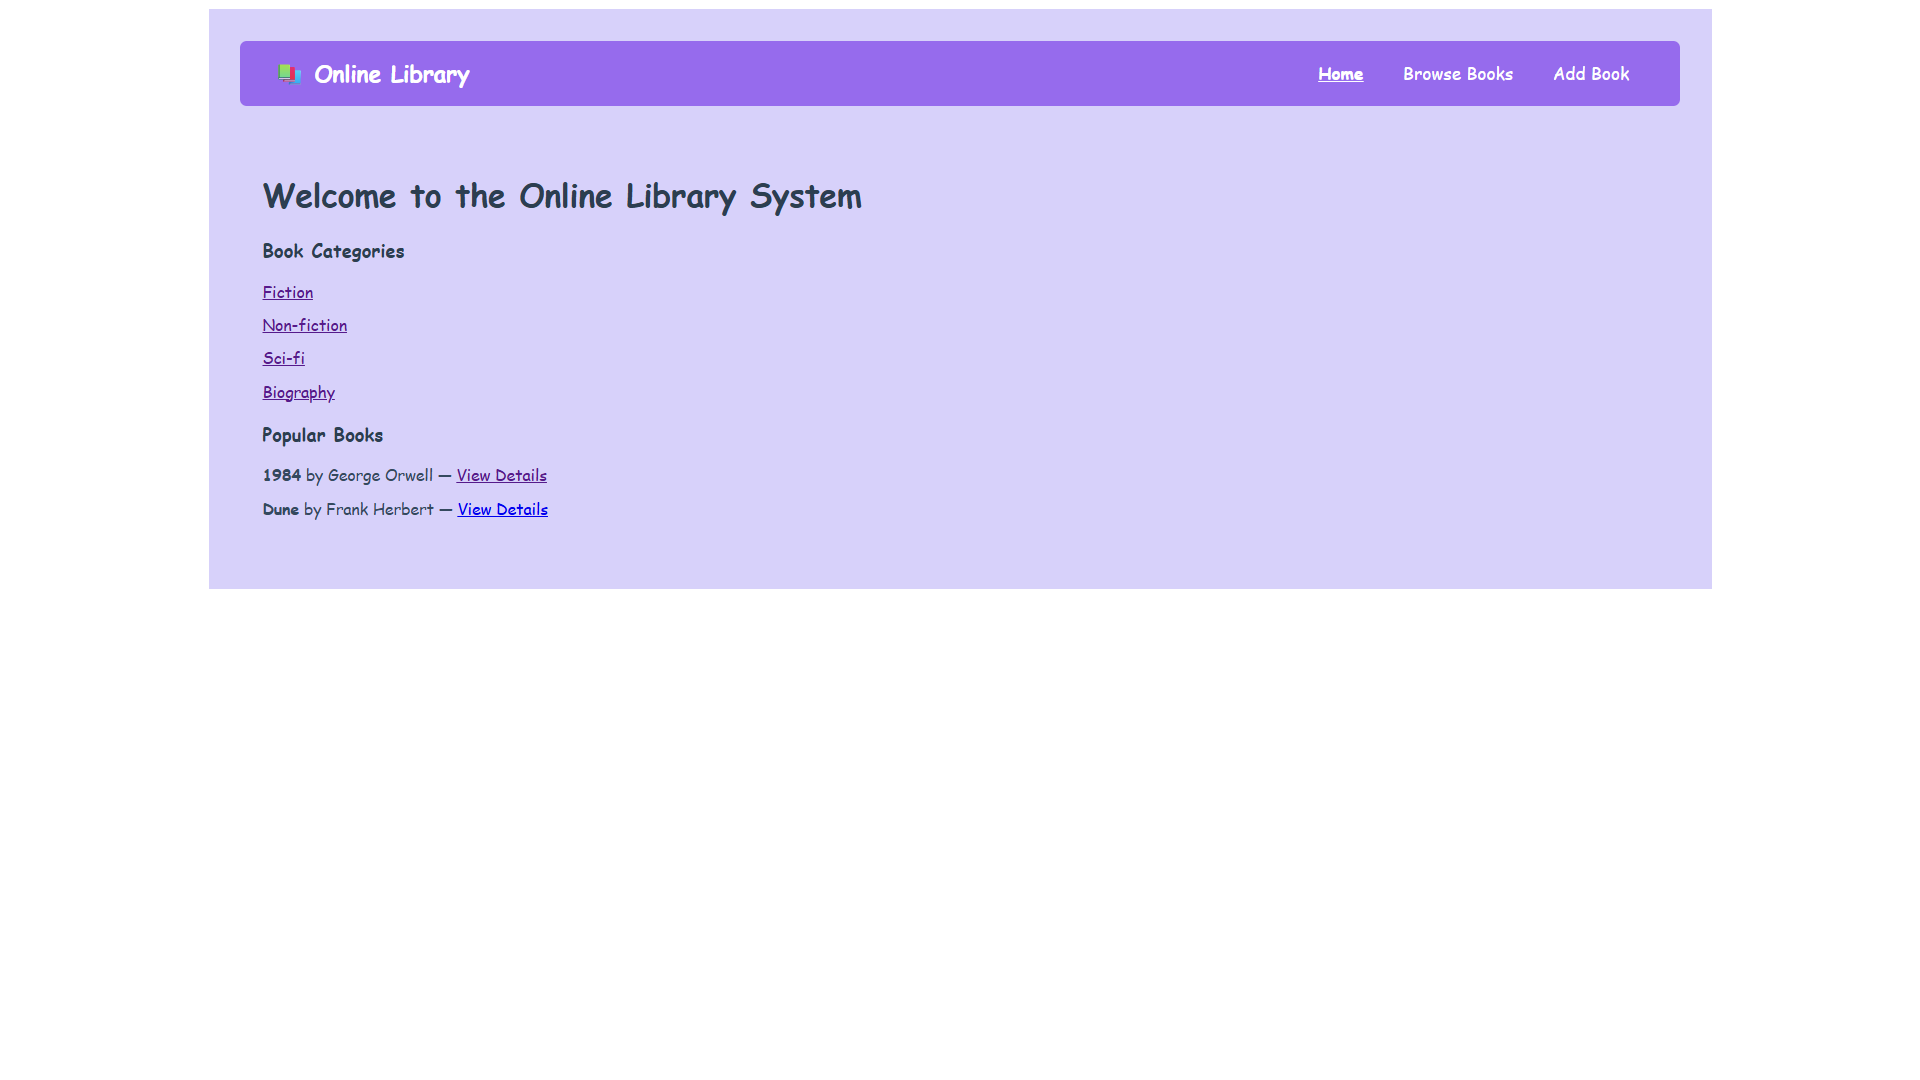 Online Library
Home Browse Books Add Book
Welcome to the Online Library System
Book Categories
Fiction
Non-fiction
Sci-fi
Biography
Popular Books
1984 by George Orwell — View Details
Dune by Frank Herbert — View Details